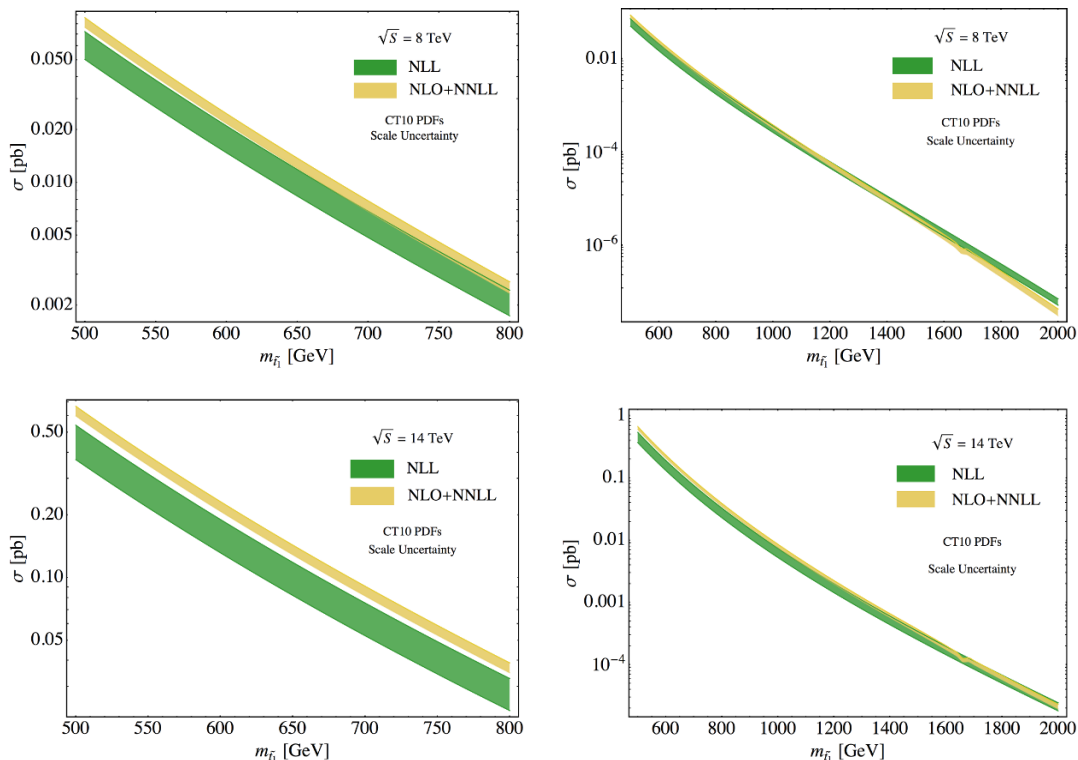 √S = 8 TeV
NLL
NLO+NNLL
CT10 PDFs
Scale Uncertainty
σ [pb]
0.050
0.020
0.010
0.005
0.002
500 550 600 650 700 750 800
m_t̃₁ [GeV]
√S = 8 TeV
NLL
NLO+NNLL
CT10 PDFs
Scale Uncertainty
σ [pb]
0.01
10⁻⁴
10⁻⁶
600 800 1000 1200 1400 1600 1800 2000
m_t̃₁ [GeV]
√S = 14 TeV
NLL
NLO+NNLL
CT10 PDFs
Scale Uncertainty
σ [pb]
0.50
0.20
0.10
0.05
500 550 600 650 700 750 800
m_t̃₁ [GeV]
√S = 14 TeV
NLL
NLO+NNLL
CT10 PDFs
Scale Uncertainty
σ [pb]
1
0.1
0.01
0.001
10⁻⁴
600 800 1000 1200 1400 1600 1800 2000
m_t̃₁ [GeV]